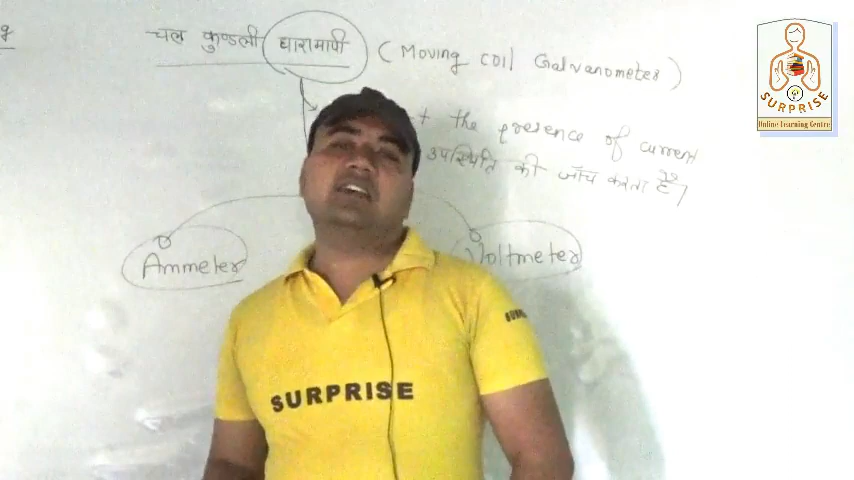 चल कुण्डली धारामापी (Moving coil Galvanometer)
the presence of current
उपस्थिति की जाँच करता है।
Ammeter
Voltmeter
SURPRISE
Online Learning Centre
SURPRISE